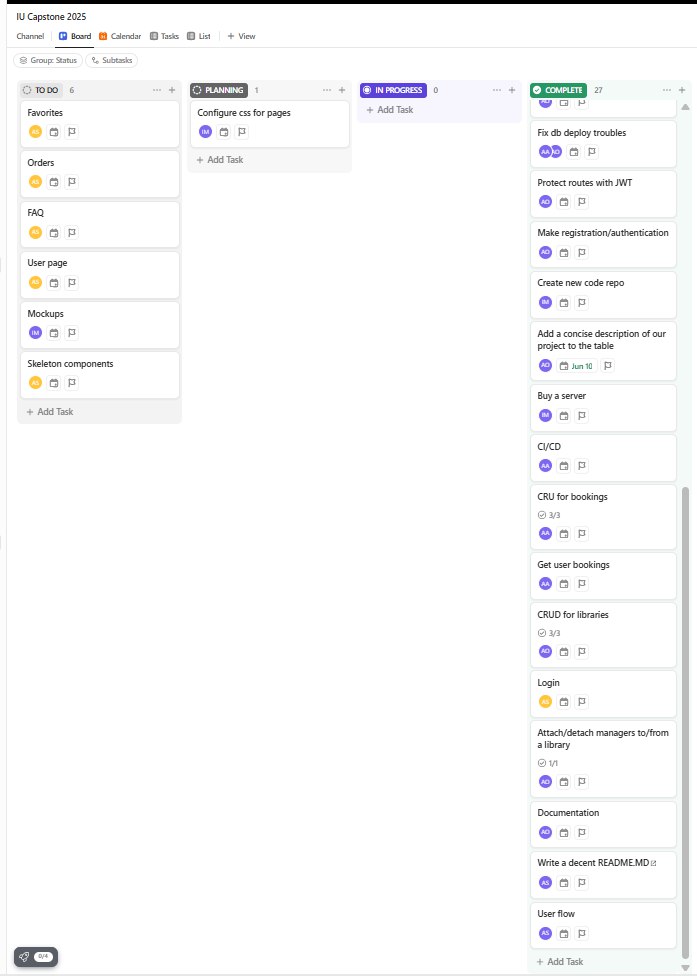 IU Capstone 2025
Channel Board Calendar Tasks List + View
Group: Status Subtasks
TO DO 6
Favorites
AS
Orders
AS
FAQ
AS
User page
AS
Mockups
IM
Skeleton components
AS
+ Add Task
PLANNING 1
Configure css for pages
IM
+ Add Task
IN PROGRESS 0
+ Add Task
COMPLETE 27
AO
Fix db deploy troubles
AA AO
Protect routes with JWT
AO
Make registration/authentication
AO
Create new code repo
IM
Add a concise description of our
project to the table
AO Jun 10
Buy a server
IM
CI/CD
AA
CRU for bookings
3/3
AA
Get user bookings
AA
CRUD for libraries
3/3
AO
Login
AS
Attach/detach managers to/from
a library
1/1
AO
Documentation
AO
Write a decent README.MD
AS
User flow
AS
+ Add Task
0/4